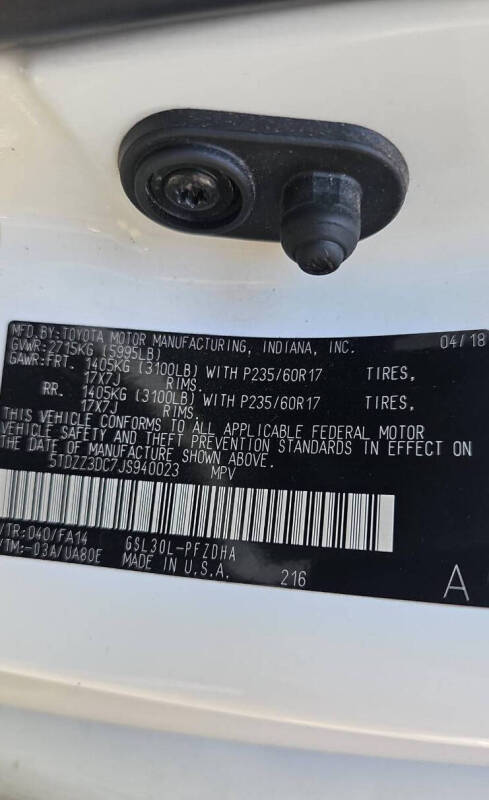 MFD.BY:TOYOTA MOTOR MANUFACTURING, INDIANA, INC. 04/18
GVWR:2715KG (5995LB)
GAWR:FRT. 1405KG (3100LB) WITH P235/60R17 TIRES,
17X7J RIMS.
RR. 1405KG (3100LB) WITH P235/60R17 TIRES,
17X7J RIMS.
THIS VEHICLE CONFORMS TO ALL APPLICABLE FEDERAL MOTOR
VEHICLE SAFETY AND THEFT PREVENTION STANDARDS IN EFFECT ON
THE DATE OF MANUFACTURE SHOWN ABOVE.
5TDZZ3DC7JS940023 MPV
/TR:040/FA14 GSL30L-PFZDHA
/TM:-03A/UA80E MADE IN U.S.A. 216 A